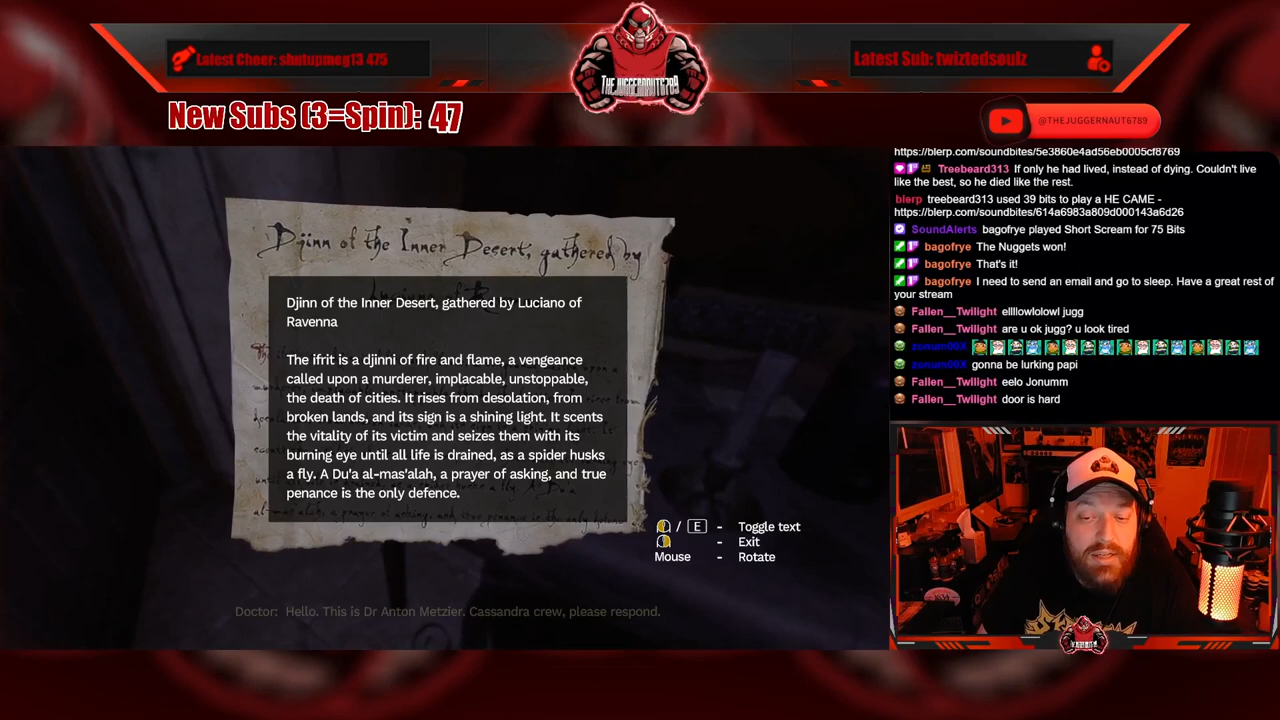 Latest Cheer: shutupmeg13 475
THEJUGGERNAUT6789
Latest Sub: twiztedsoulz
New Subs (3=Spin): 47
@THEJUGGERNAUT6789
Djinn of the Inner Desert, gathered by
Djinn of the Inner Desert, gathered by Luciano of
Ravenna
The ifrit is a djinni of fire and flame, a vengeance
called upon a murderer, implacable, unstoppable,
the death of cities. It rises from desolation, from
broken lands, and its sign is a shining light. It scents
the vitality of its victim and seizes them with its
burning eye until all life is drained, as a spider husks
a fly. A Du'a al-mas'alah, a prayer of asking, and true
penance is the only defence.
/ E - Toggle text
- Exit
Mouse - Rotate
Doctor: Hello. This is Dr Anton Metzier. Cassandra crew, please respond.
https://blerp.com/soundbites/5e3860e4ad56eb0005cf8769
Treebeard313 If only he had lived, instead of dying. Couldn't live
like the best, so he died like the rest.
blerp treebeard313 used 39 bits to play a HE CAME -
https://blerp.com/soundbites/614a6983a809d000143a6d26
SoundAlerts bagofrye played Short Scream for 75 Bits
bagofrye The Nuggets won!
bagofrye That's it!
bagofrye I need to send an email and go to sleep. Have a great rest of
your stream
Fallen__Twilight ellllowlolowl jugg
Fallen__Twilight are u ok jugg? u look tired
zonum00X
zonum00X gonna be lurking papi
Fallen__Twilight eelo Jonumm
Fallen__Twilight door is hard